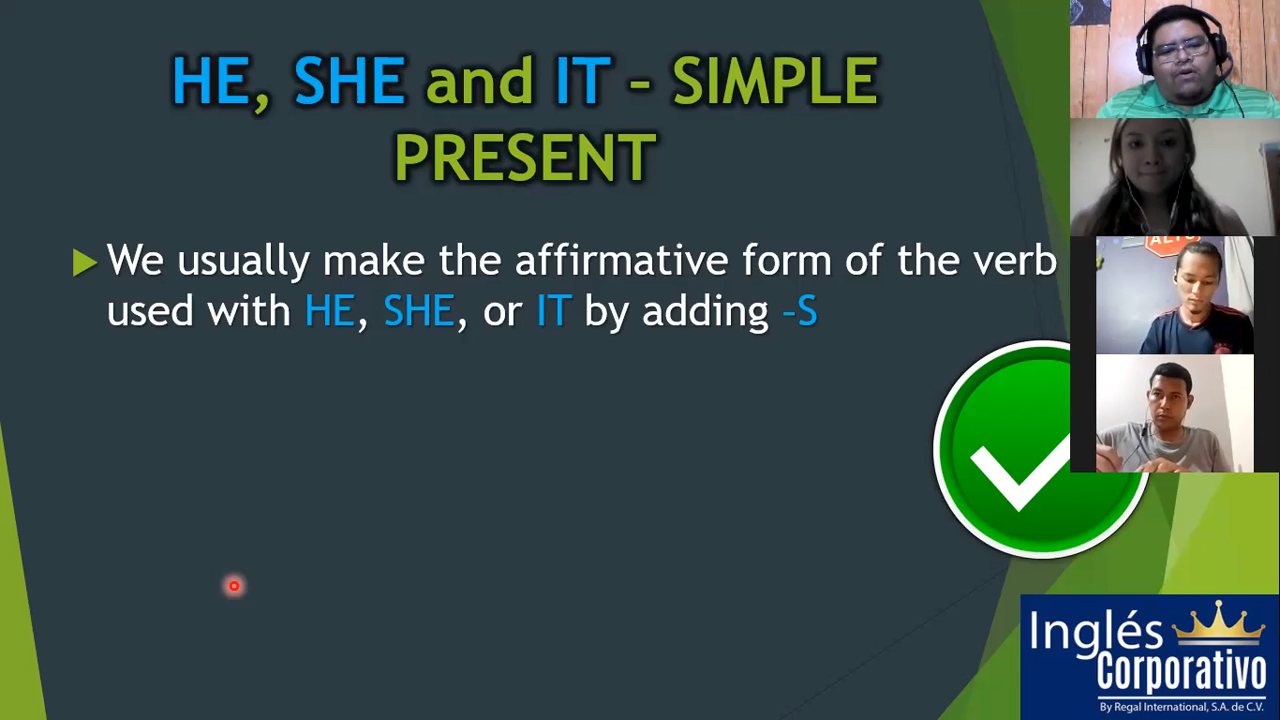 HE, SHE and IT – SIMPLE
PRESENT
We usually make the affirmative form of the verb
used with HE, SHE, or IT by adding –S
ALTO
Inglés
Corporativo
By Regal International, S.A. de C.V.